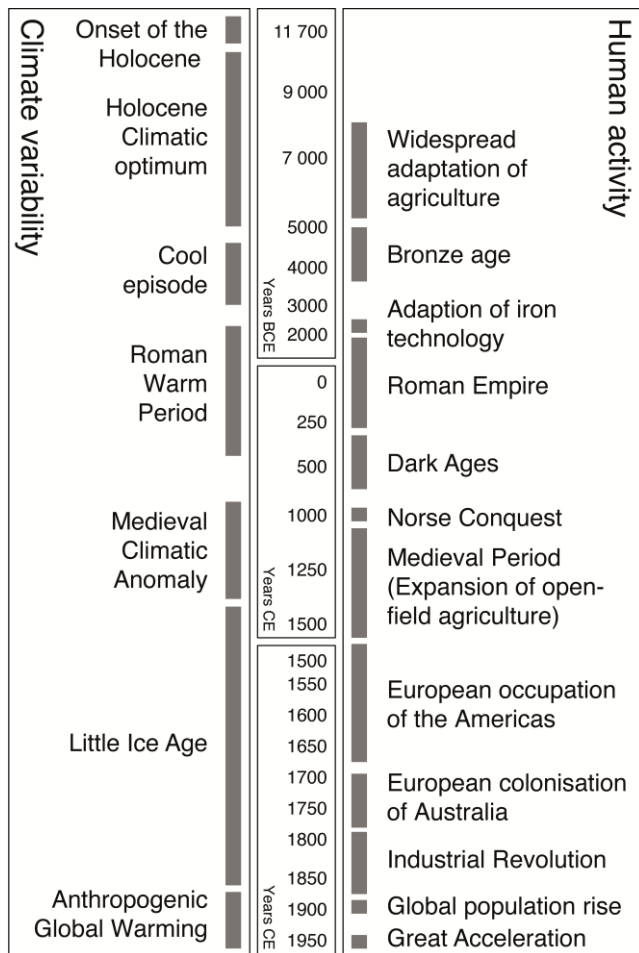 Climate variability
Onset of the
Holocene
Holocene
Climatic
optimum
Cool
episode
Roman
Warm
Period
Medieval
Climatic
Anomaly
Little Ice Age
Anthropogenic
Global Warming
11 700
9 000
7 000
5000
4000
3000
2000
Years BCE
0
250
500
1000
1250
1500
Years CE
1500
1550
1600
1650
1700
1750
1800
1850
1900
1950
Years CE
Human activity
Widespread
adaptation of
agriculture
Bronze age
Adaption of iron
technology
Roman Empire
Dark Ages
Norse Conquest
Medieval Period
(Expansion of open-
field agriculture)
European occupation
of the Americas
European colonisation
of Australia
Industrial Revolution
Global population rise
Great Acceleration